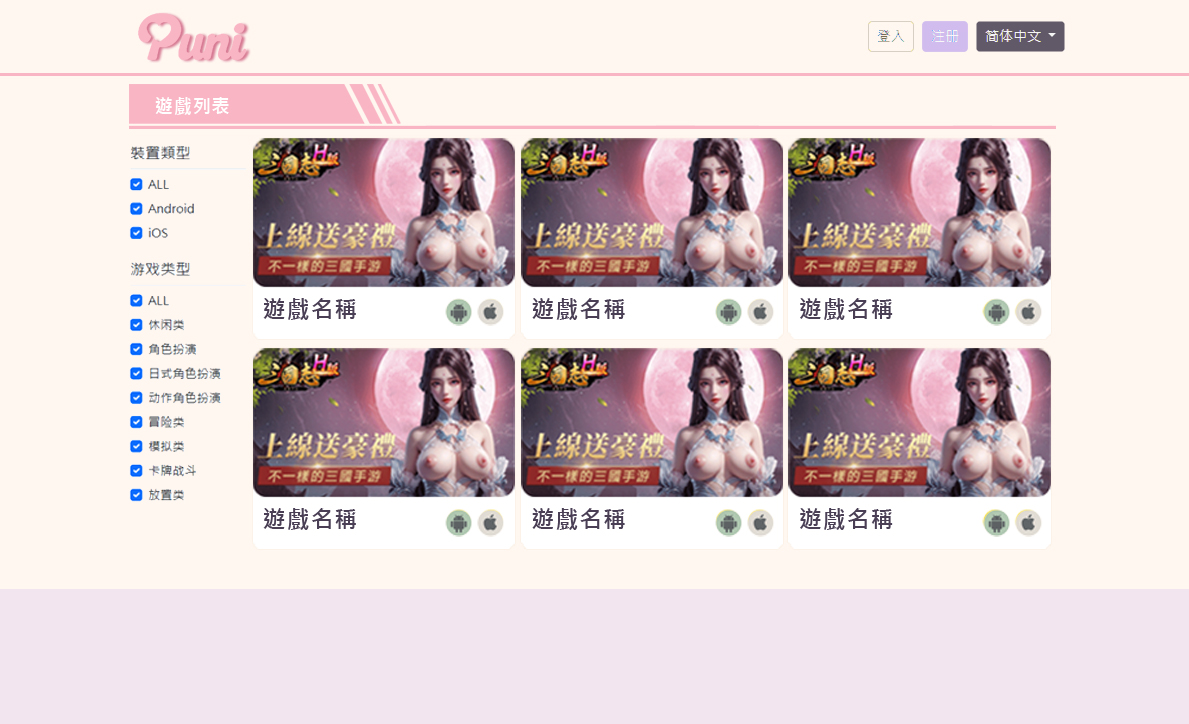 Puni
登入
注册
简体中文
遊戲列表
裝置類型
ALL
Android
iOS
游戏类型
ALL
休闲类
角色扮演
日式角色扮演
动作角色扮演
冒险类
模拟类
卡牌战斗
放置类
三国志H版
上線送豪禮
不一樣的三國手游
遊戲名稱
三国志H版
上線送豪禮
不一樣的三國手游
遊戲名稱
三国志H版
上線送豪禮
不一樣的三國手游
遊戲名稱
三国志H版
上線送豪禮
不一樣的三國手游
遊戲名稱
三国志H版
上線送豪禮
不一樣的三國手游
遊戲名稱
三国志H版
上線送豪禮
不一樣的三國手游
遊戲名稱